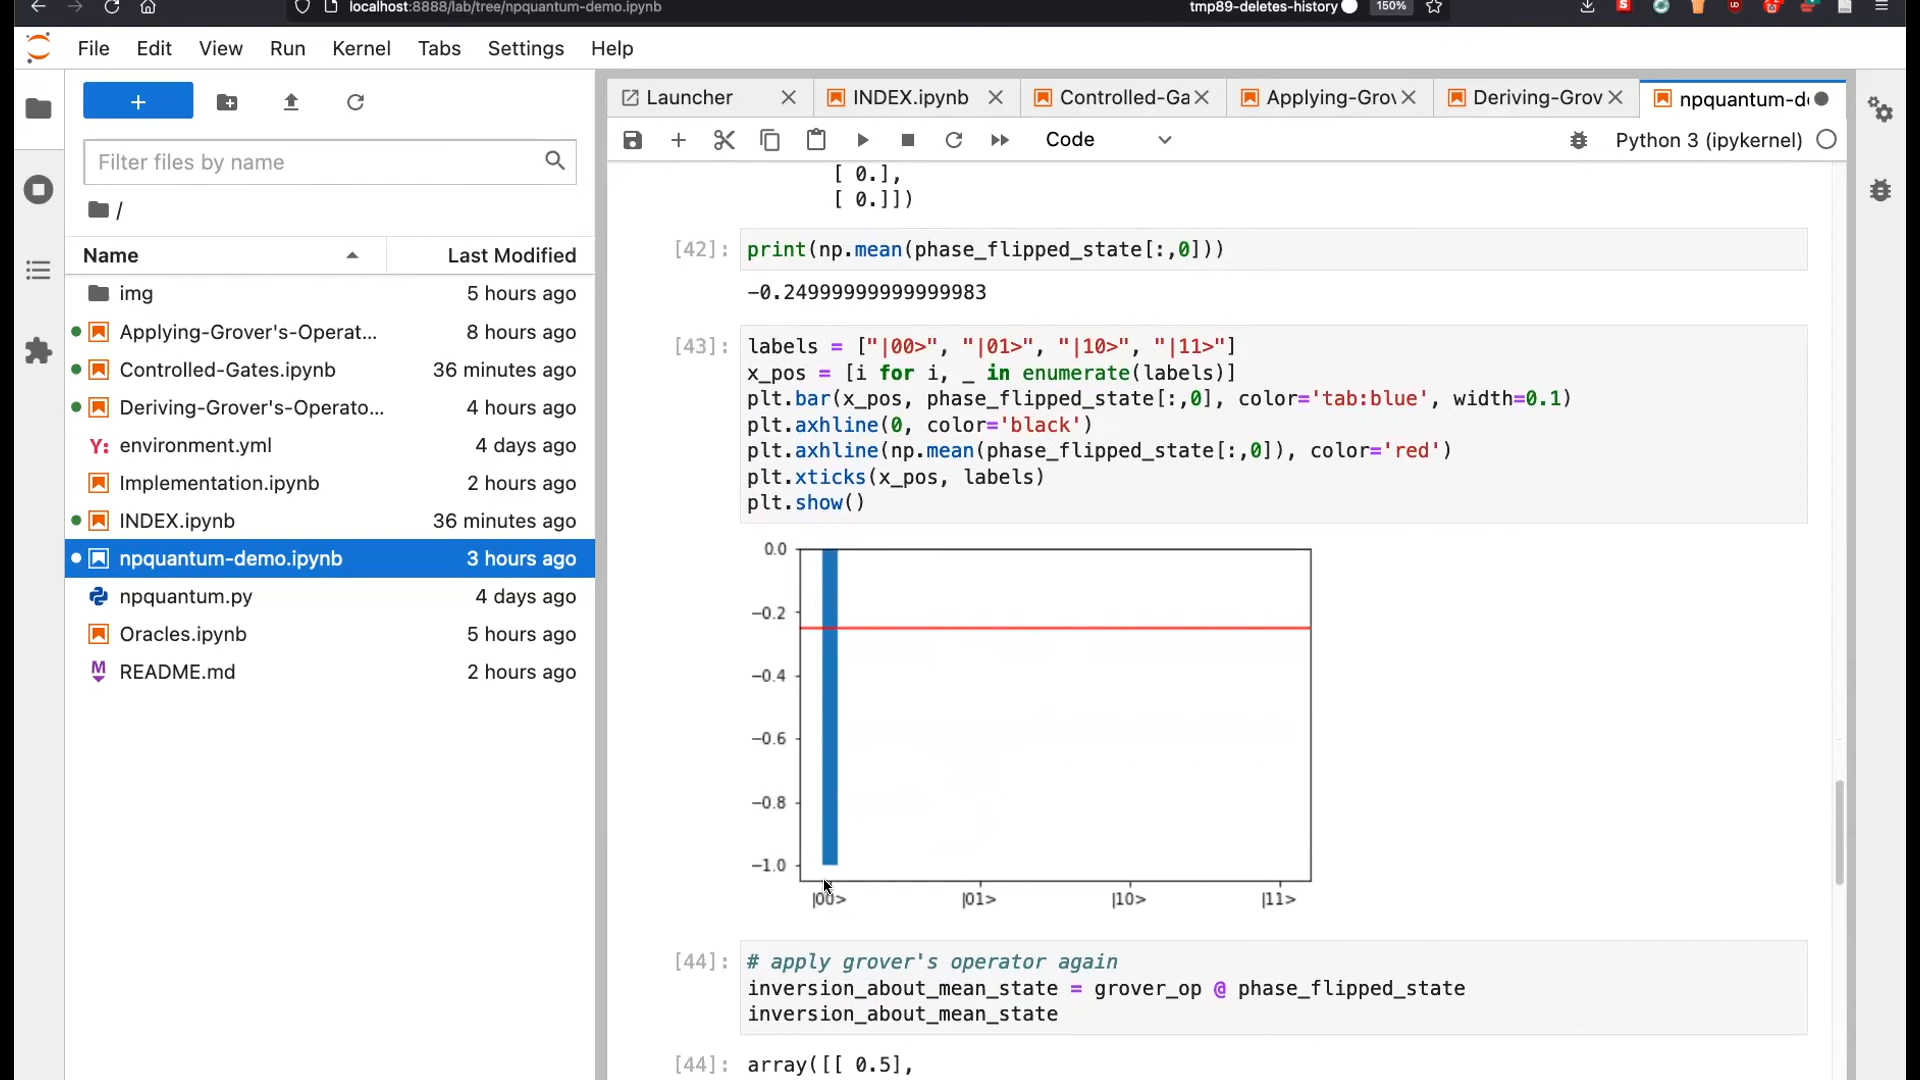 localhost:8888/lab/tree/npquantum-demo.ipynb
tmp89-deletes-history
150%
File Edit View Run Kernel Tabs Settings Help
Launcher
INDEX.ipynb
Controlled-Ga
Applying-Grov
Deriving-Grov
npquantum-d
Code
Python 3 (ipykernel)
Filter files by name
/
Name Last Modified
img 5 hours ago
Applying-Grover's-Operat... 8 hours ago
Controlled-Gates.ipynb 36 minutes ago
Deriving-Grover's-Operato... 4 hours ago
Y: environment.yml 4 days ago
Implementation.ipynb 2 hours ago
INDEX.ipynb 36 minutes ago
npquantum-demo.ipynb 3 hours ago
npquantum.py 4 days ago
Oracles.ipynb 5 hours ago
M README.md 2 hours ago
[ 0.],
[ 0.]])
[42]: print(np.mean(phase_flipped_state[:,0]))
-0.24999999999999983
[43]: labels = ["|00>", "|01>", "|10>", "|11>"]
x_pos = [i for i, _ in enumerate(labels)]
plt.bar(x_pos, phase_flipped_state[:,0], color='tab:blue', width=0.1)
plt.axhline(0, color='black')
plt.axhline(np.mean(phase_flipped_state[:,0]), color='red')
plt.xticks(x_pos, labels)
plt.show()
0.0
−0.2
−0.4
−0.6
−0.8
−1.0
|00> |01> |10> |11>
[44]: # apply grover's operator again
inversion_about_mean_state = grover_op @ phase_flipped_state
inversion_about_mean_state
[44]: array([[ 0.5],